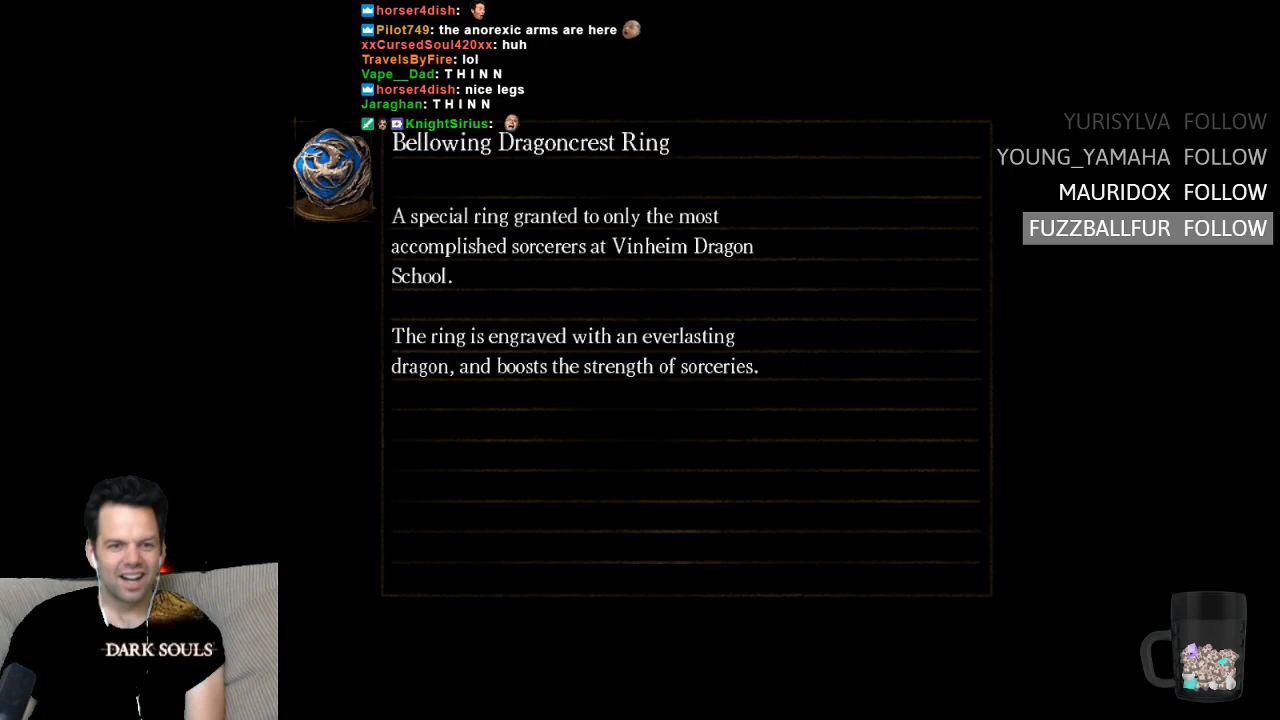 horser4dish:
Pilot749: the anorexic arms are here
xxCursedSoul420xx: huh
TravelsByFire: lol
Vape__Dad: T H I N N
horser4dish: nice legs
Jaraghan: T H I N N
KnightSirius:
Bellowing Dragoncrest Ring
A special ring granted to only the most
accomplished sorcerers at Vinheim Dragon
School.
The ring is engraved with an everlasting
dragon, and boosts the strength of sorceries.
YURISYLVA FOLLOW
YOUNG_YAMAHA FOLLOW
MAURIDOX FOLLOW
FUZZBALLFUR FOLLOW
DARK SOULS